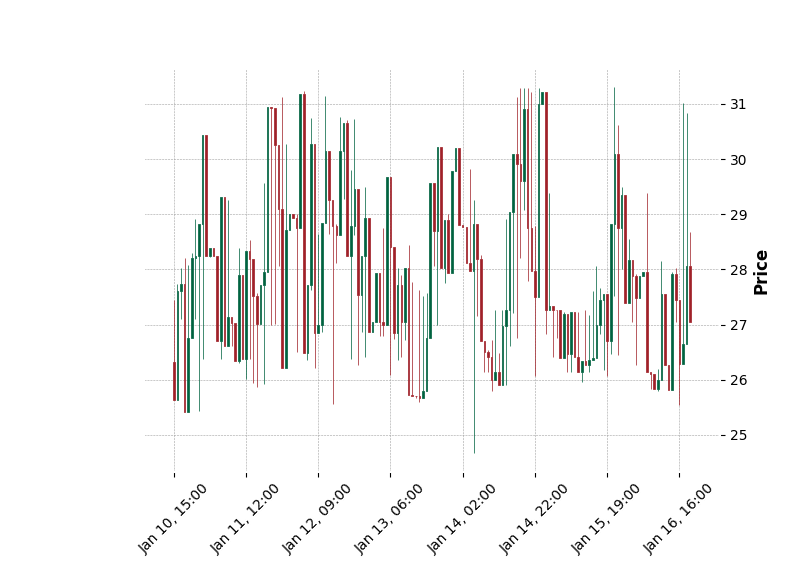 31
30
29
28
27
26
25
Price
Jan 10, 15:00
Jan 11, 12:00
Jan 12, 09:00
Jan 13, 06:00
Jan 14, 02:00
Jan 14, 22:00
Jan 15, 19:00
Jan 16, 16:00